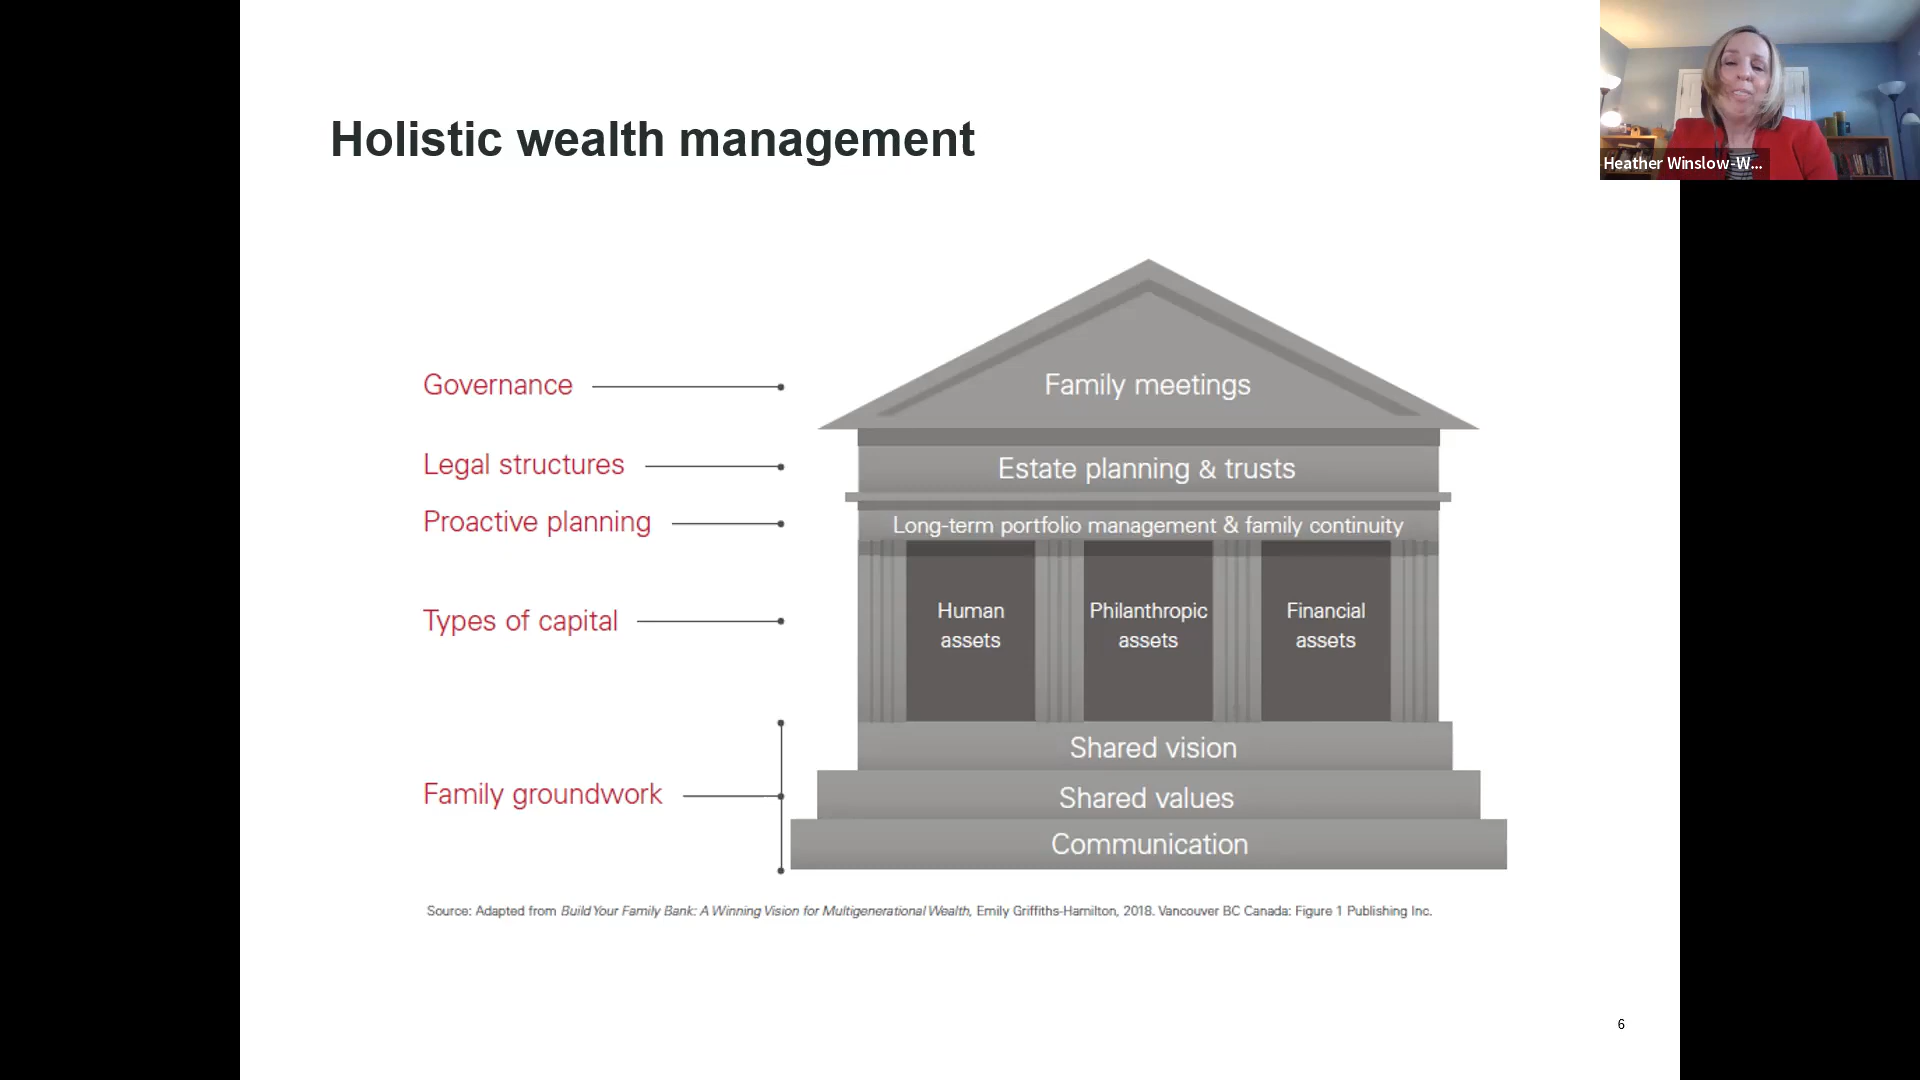 Holistic wealth management
Heather Winslow-W...
Governance
Family meetings
Legal structures
Estate planning & trusts
Proactive planning
Long-term portfolio management & family continuity
Types of capital
Human
assets
Philanthropic
assets
Financial
assets
Family groundwork
Shared vision
Shared values
Communication
Source: Adapted from Build Your Family Bank: A Winning Vision for Multigenerational Wealth, Emily Griffiths-Hamilton, 2018. Vancouver BC Canada: Figure 1 Publishing Inc.
6